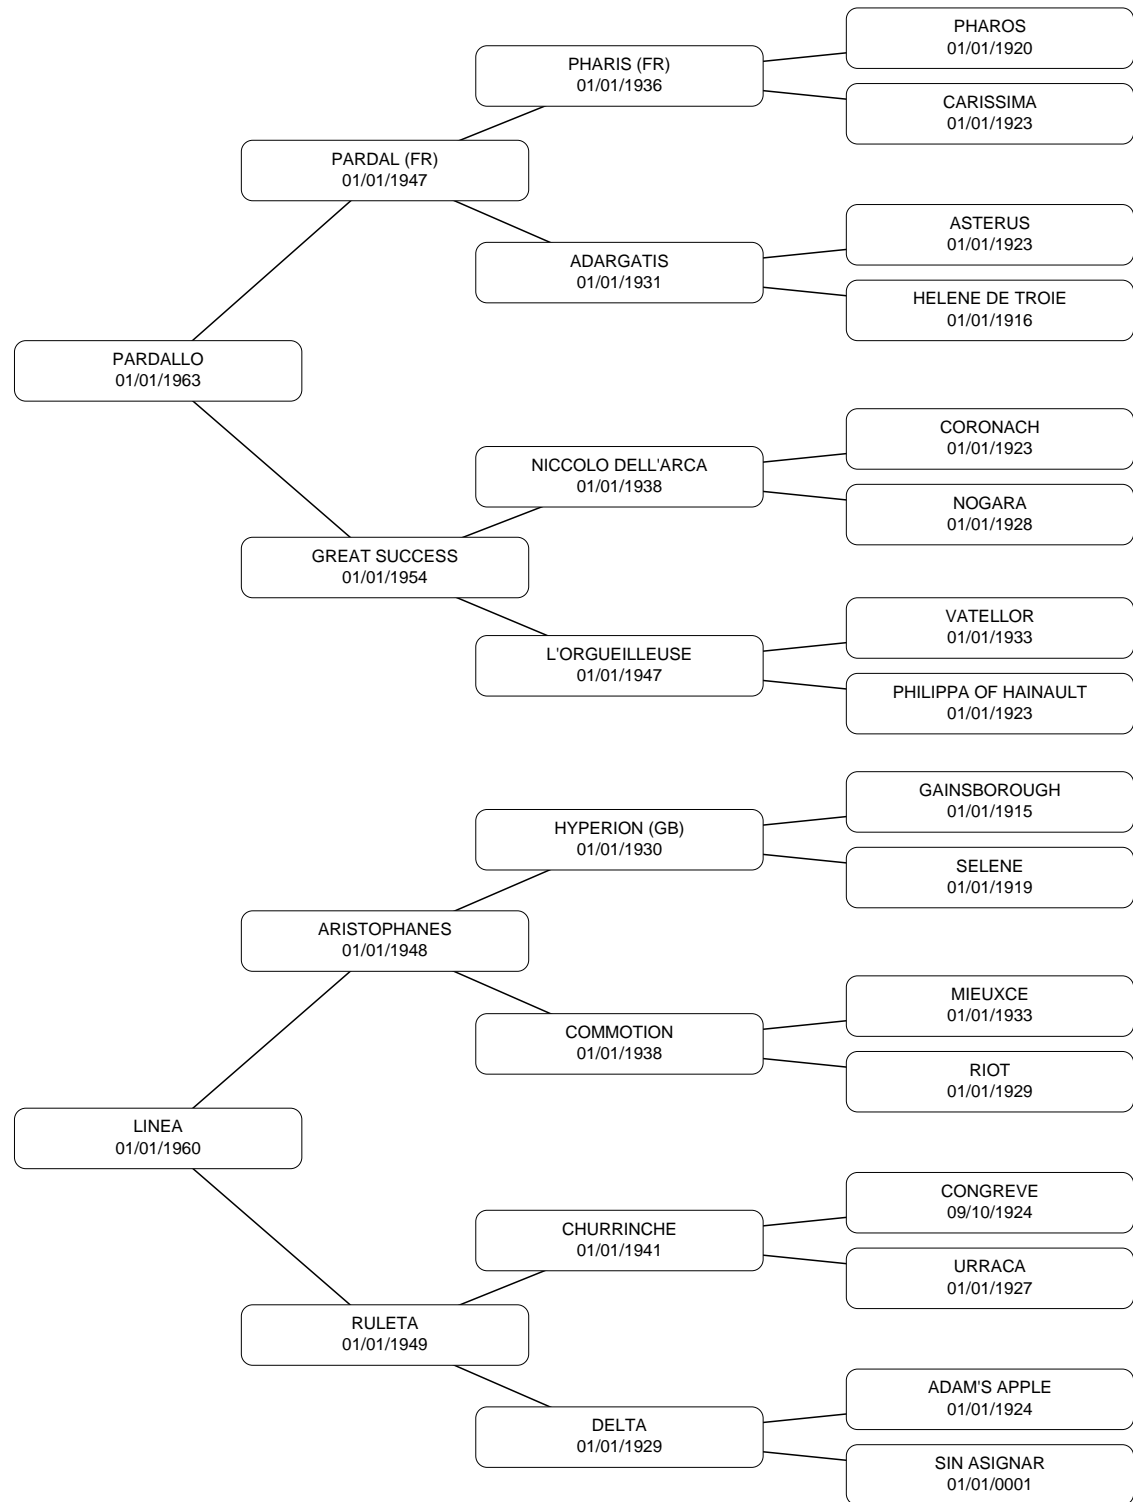 PHAROS
01/01/1920
PHARIS (FR)
01/01/1936
CARISSIMA
01/01/1923
PARDAL (FR)
01/01/1947
ASTERUS
01/01/1923
ADARGATIS
01/01/1931
HELENE DE TROIE
01/01/1916
PARDALLO
01/01/1963
CORONACH
01/01/1923
NICCOLO DELL'ARCA
01/01/1938
NOGARA
01/01/1928
GREAT SUCCESS
01/01/1954
VATELLOR
01/01/1933
L'ORGUEILLEUSE
01/01/1947
PHILIPPA OF HAINAULT
01/01/1923
GAINSBOROUGH
01/01/1915
HYPERION (GB)
01/01/1930
SELENE
01/01/1919
ARISTOPHANES
01/01/1948
MIEUXCE
01/01/1933
COMMOTION
01/01/1938
RIOT
01/01/1929
LINEA
01/01/1960
CONGREVE
09/10/1924
CHURRINCHE
01/01/1941
URRACA
01/01/1927
RULETA
01/01/1949
ADAM'S APPLE
01/01/1924
DELTA
01/01/1929
SIN ASIGNAR
01/01/0001